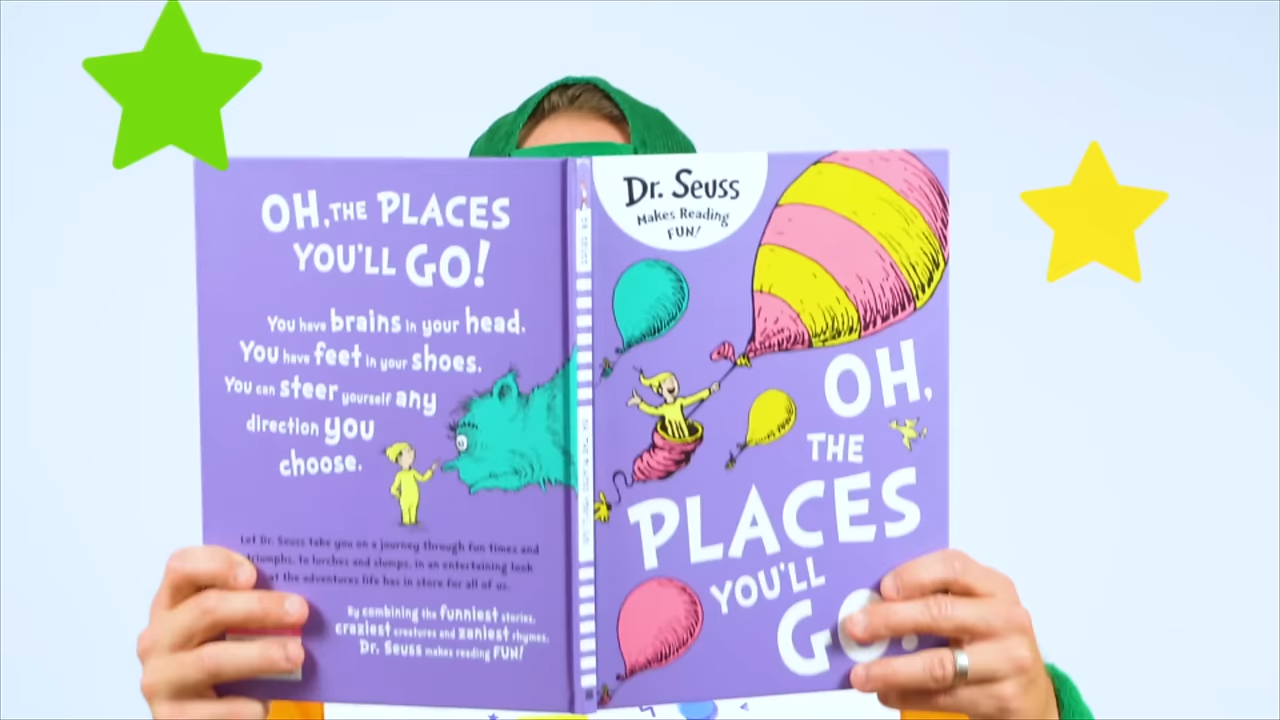 OH, THE PLACES
YOU'LL GO!
You have brains in your head.
You have feet in your shoes.
You can steer yourself any
direction you
choose.
Let Dr. Seuss take you on a journey through fun times and
triumphs, to lurches and slumps, in an entertaining look
at the adventures life has in store for all of us.
By combining the funniest stories,
craziest creatures and zaniest rhymes,
Dr. Seuss makes reading FUN!
Dr. Seuss
Makes Reading
FUN!
OH,
THE
PLACES
YOU'LL
GO!